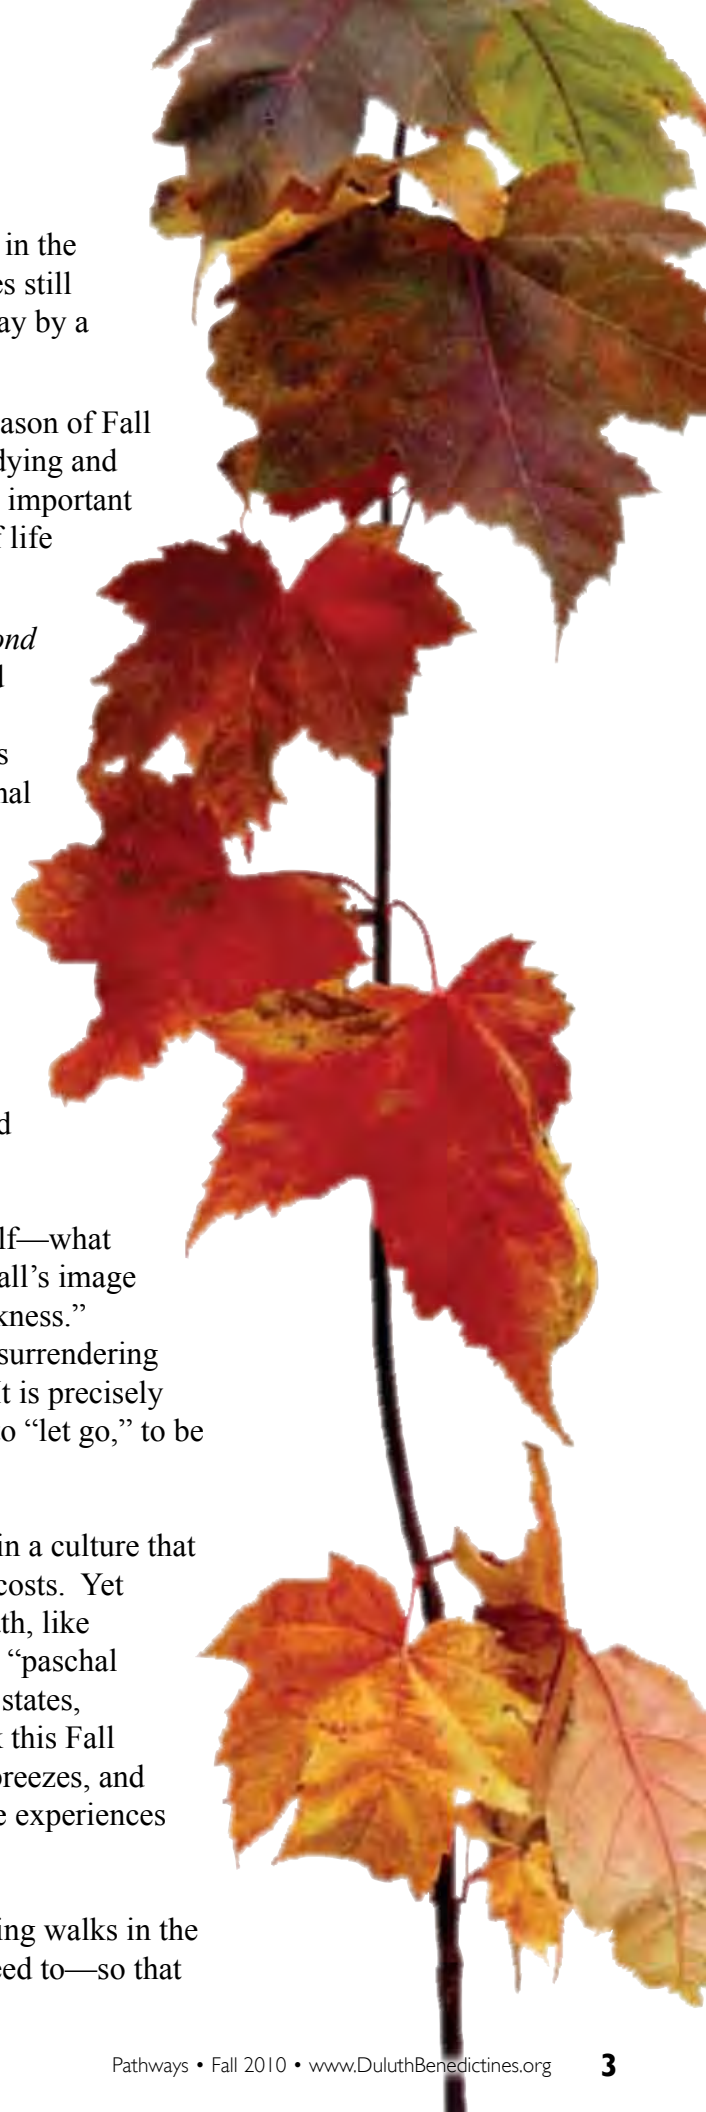 in the
s still
ay by a
ason of Fall
dying and
important
f life
ond
d
s
nal
d
lf—what
all’s image
kness.”
surrendering
t is precisely
o “let go,” to be
in a culture that
costs. Yet
th, like
“paschal
states,
this Fall
breezes, and
e experiences
ing walks in the
eed to—so that
Pathways • Fall 2010 • www.DuluthBenedictines.org 3